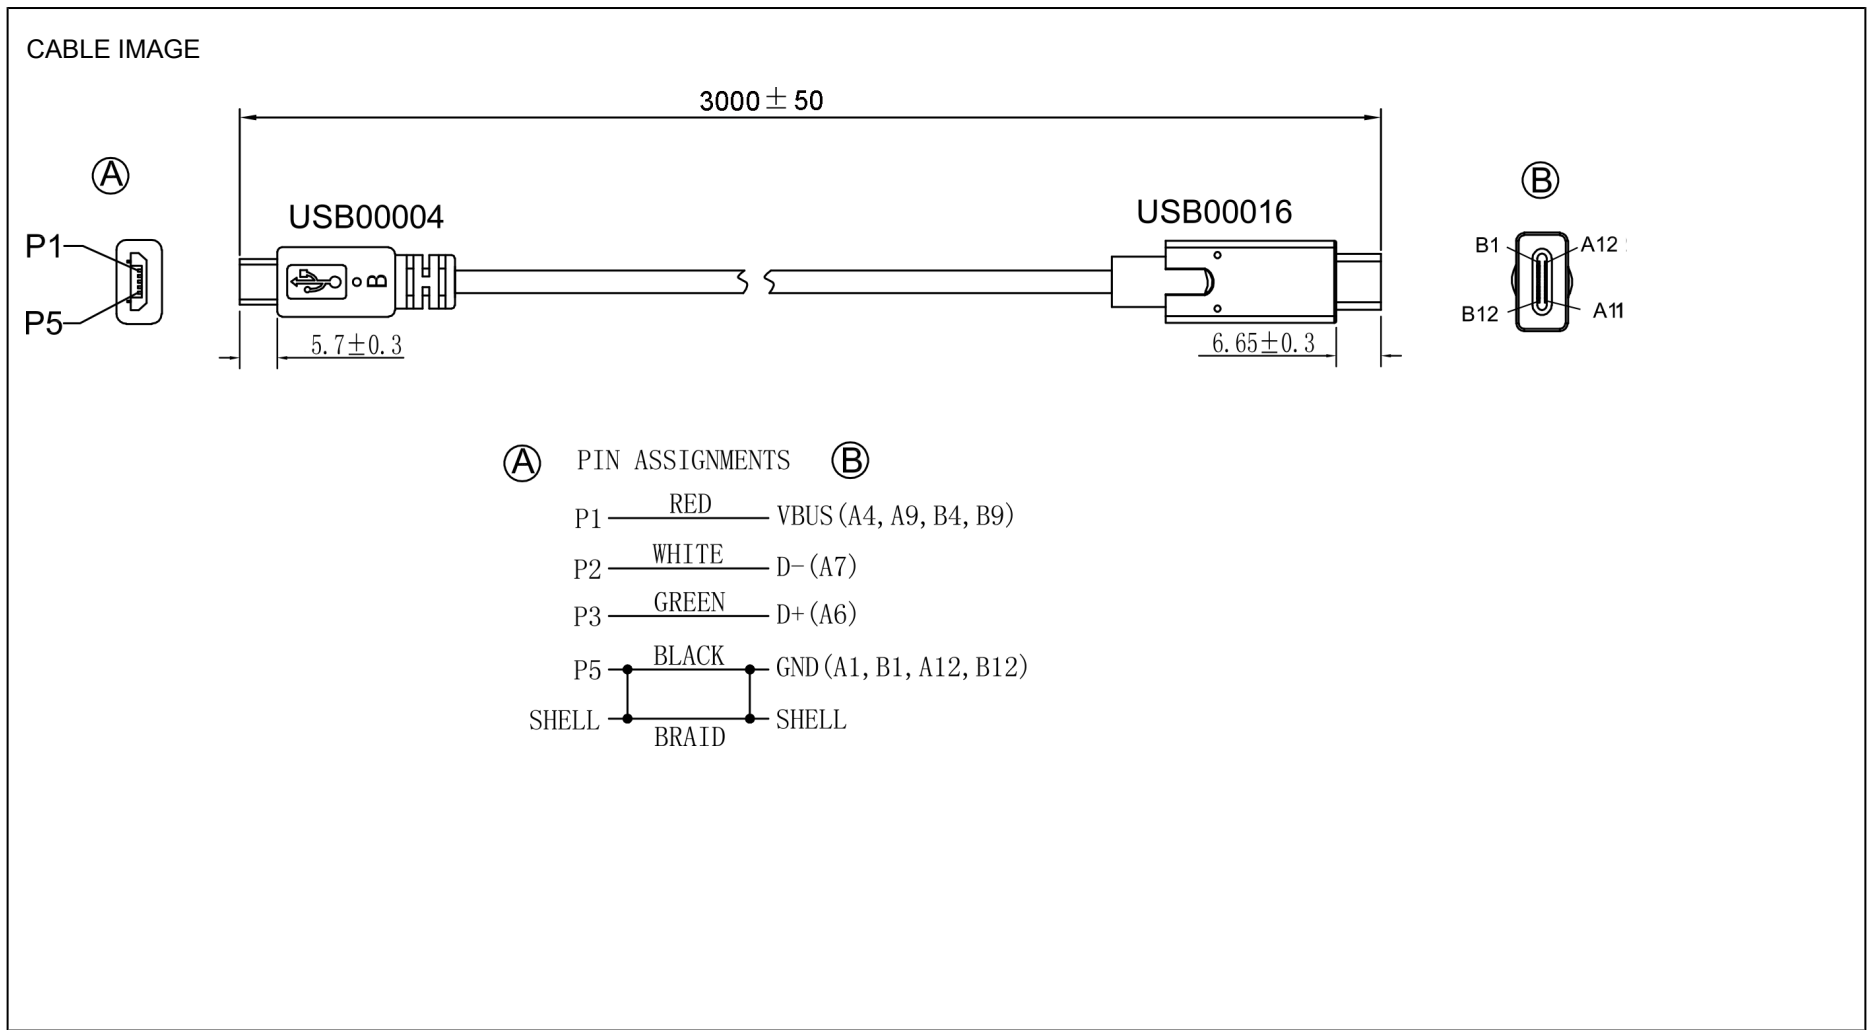 CABLE IMAGE
3000±50
A
B
USB00004
USB00016
P1
P5
B
B1
A12
B12
A11
5.7±0.3
6.65±0.3
A PIN ASSIGNMENTS B
P1 RED VBUS(A4, A9, B4, B9)
P2 WHITE D-(A7)
P3 GREEN D+(A6)
P5 BLACK GND(A1, B1, A12, B12)
SHELL BRAID SHELL